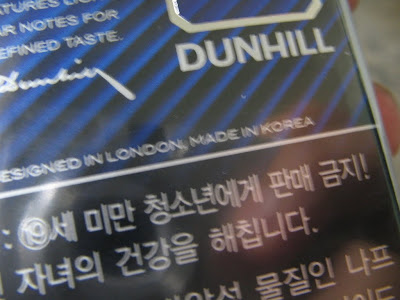 ATURES LIG
UR NOTES FOR
EFINED TASTE.
DUNHILL
DESIGNED IN LONDON, MADE IN KOREA
: ⑲세 미만 청소년에게 판매 금지!
자녀의 건강을 해칩니다.
물질인 나프